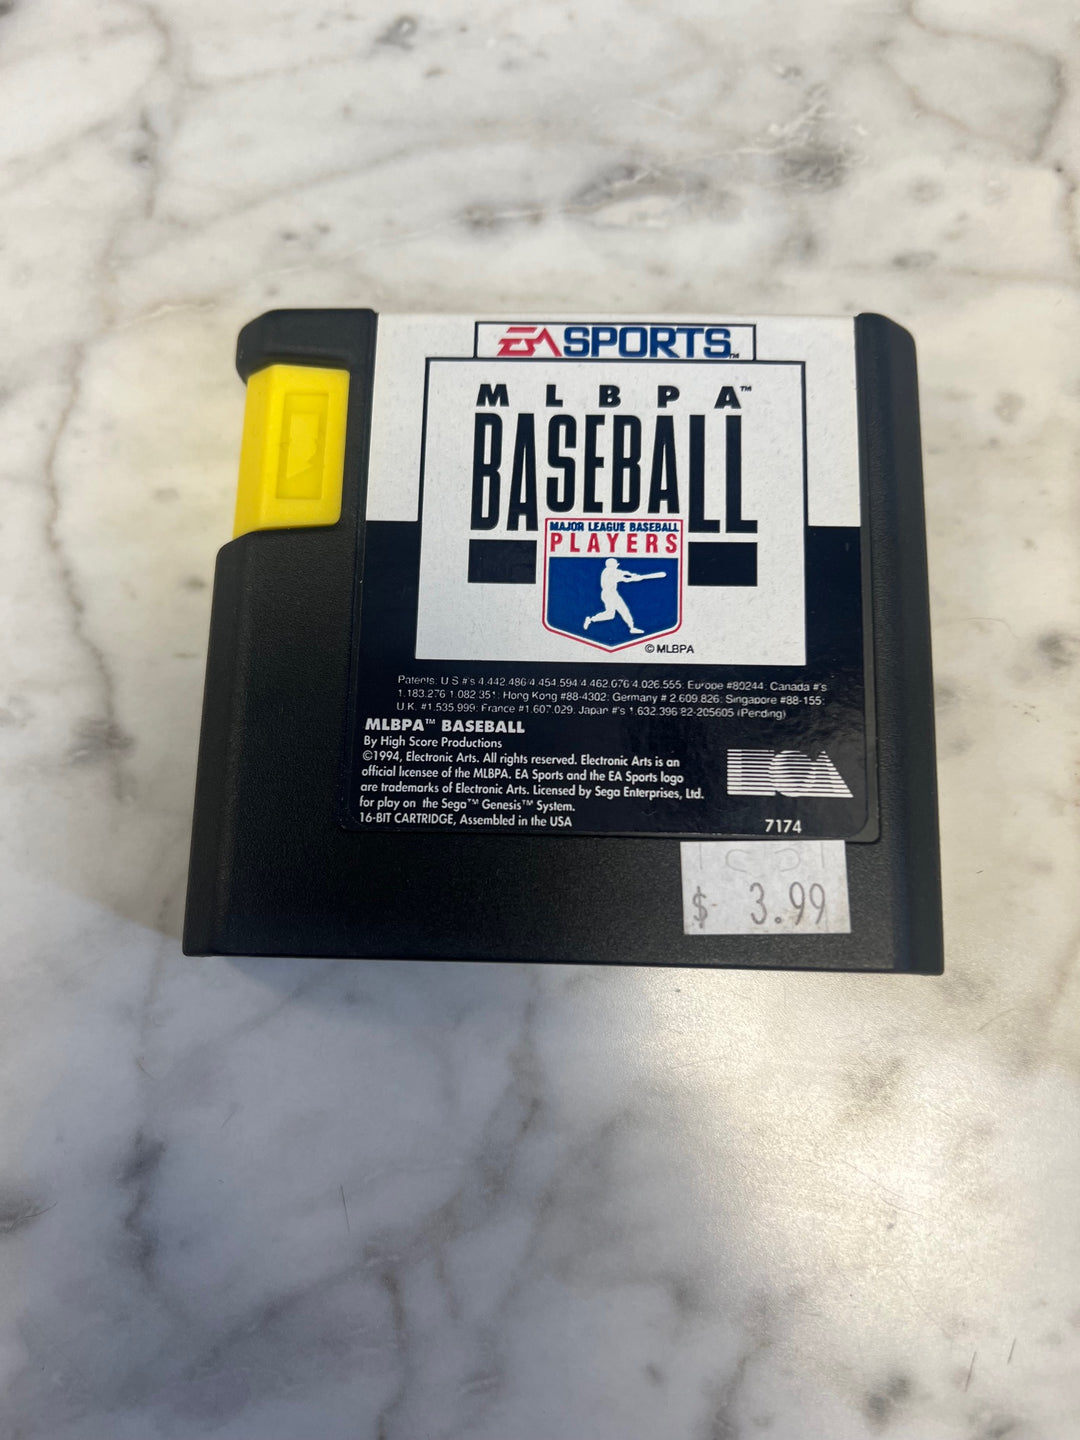 EA SPORTS™
MLBPA™
BASEBALL
MAJOR LEAGUE BASEBALL
PLAYERS
© MLBPA
Patents: U.S. #'s 4,442,486/4,454,594/4,462,076/4,026,555; Europe #80244; Canada #'s
1,183,276/1,082,351; Hong Kong #88-4302; Germany # 2,609,826; Singapore #88-155;
U.K. #1,535,999; France #1,607,029; Japan #'s 1,632,396/82-205605 (Pending)
MLBPA™ BASEBALL
By High Score Productions
©1994, Electronic Arts. All rights reserved. Electronic Arts is an
official licensee of the MLBPA. EA Sports and the EA Sports logo
are trademarks of Electronic Arts. Licensed by Sega Enterprises, Ltd.
for play on the Sega™ Genesis™ System.
16-BIT CARTRIDGE, Assembled in the USA
EA
7174
$ 3.99